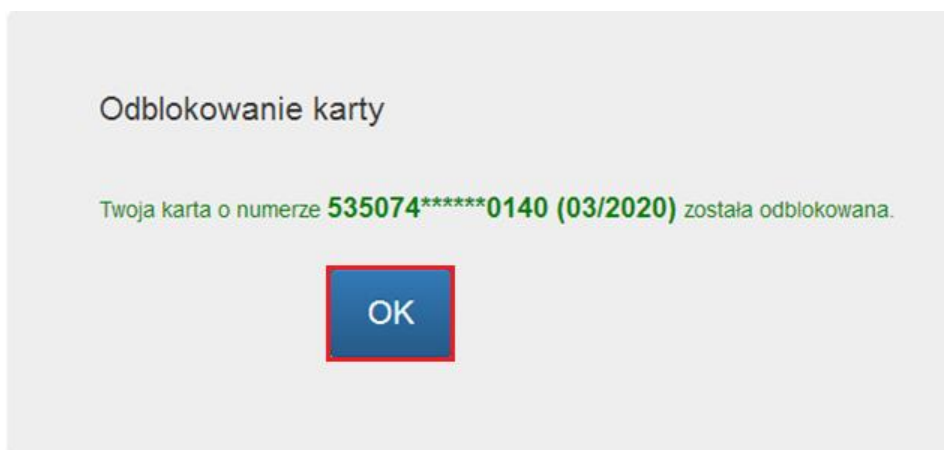 Odblokowanie karty
Twoja karta o numerze 535074******0140 (03/2020) została odblokowana.
OK